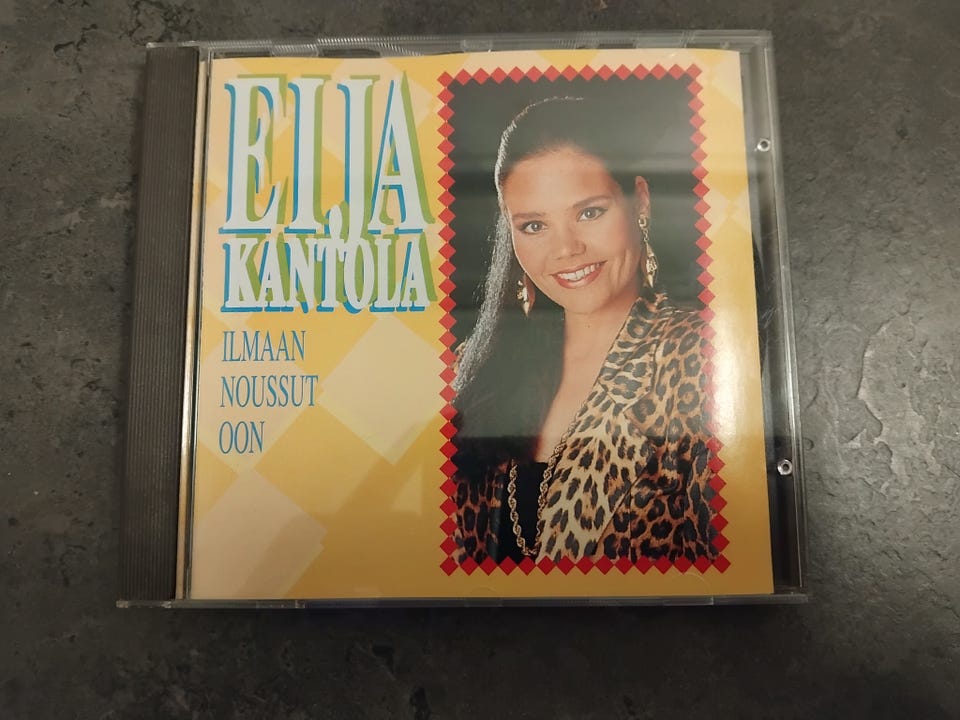 EIJA
KANTOLA
ILMAAN
NOUSSUT
OON